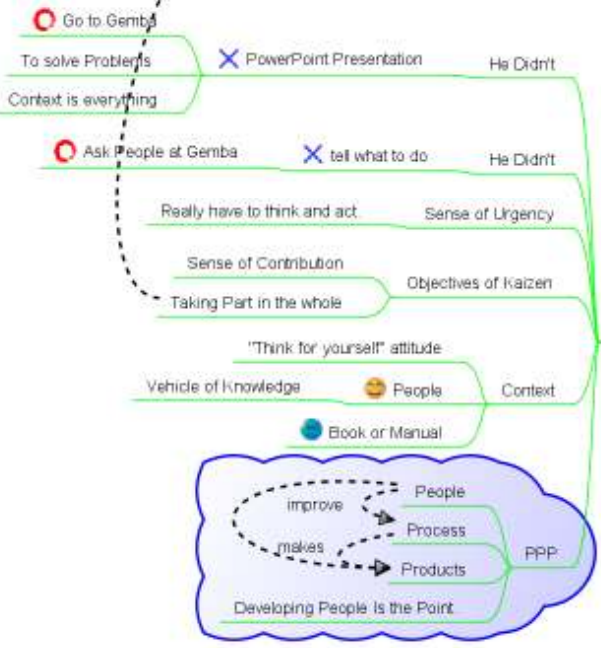 Go to Gemba
To solve Problems
PowerPoint Presentation
He Didn't
Context is everything
Ask People at Gemba
tell what to do
He Didn't
Really have to think and act
Sense of Urgency
Sense of Contribution
Objectives of Kaizen
Taking Part in the whole
"Think for yourself" attitude
Vehicle of Knowledge
People
Context
Book or Manual
People
improve
Process
makes
PPP
Products
Developing People Is the Point